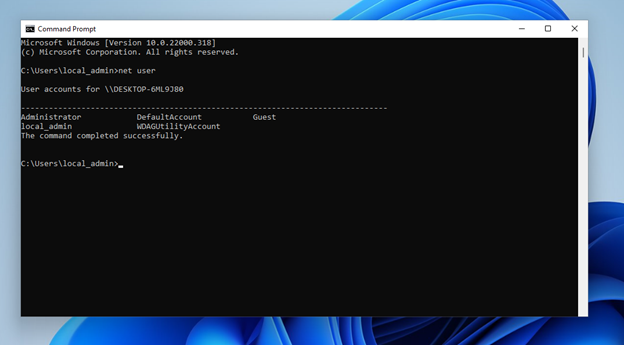 Command Prompt
Microsoft Windows [Version 10.0.22000.318]
(c) Microsoft Corporation. All rights reserved.
C:\Users\local_admin>net user
User accounts for \\DESKTOP-6ML9J80
-------------------------------------------------------------------------------
Administrator            DefaultAccount           Guest
local_admin              WDAGUtilityAccount
The command completed successfully.
C:\Users\local_admin>